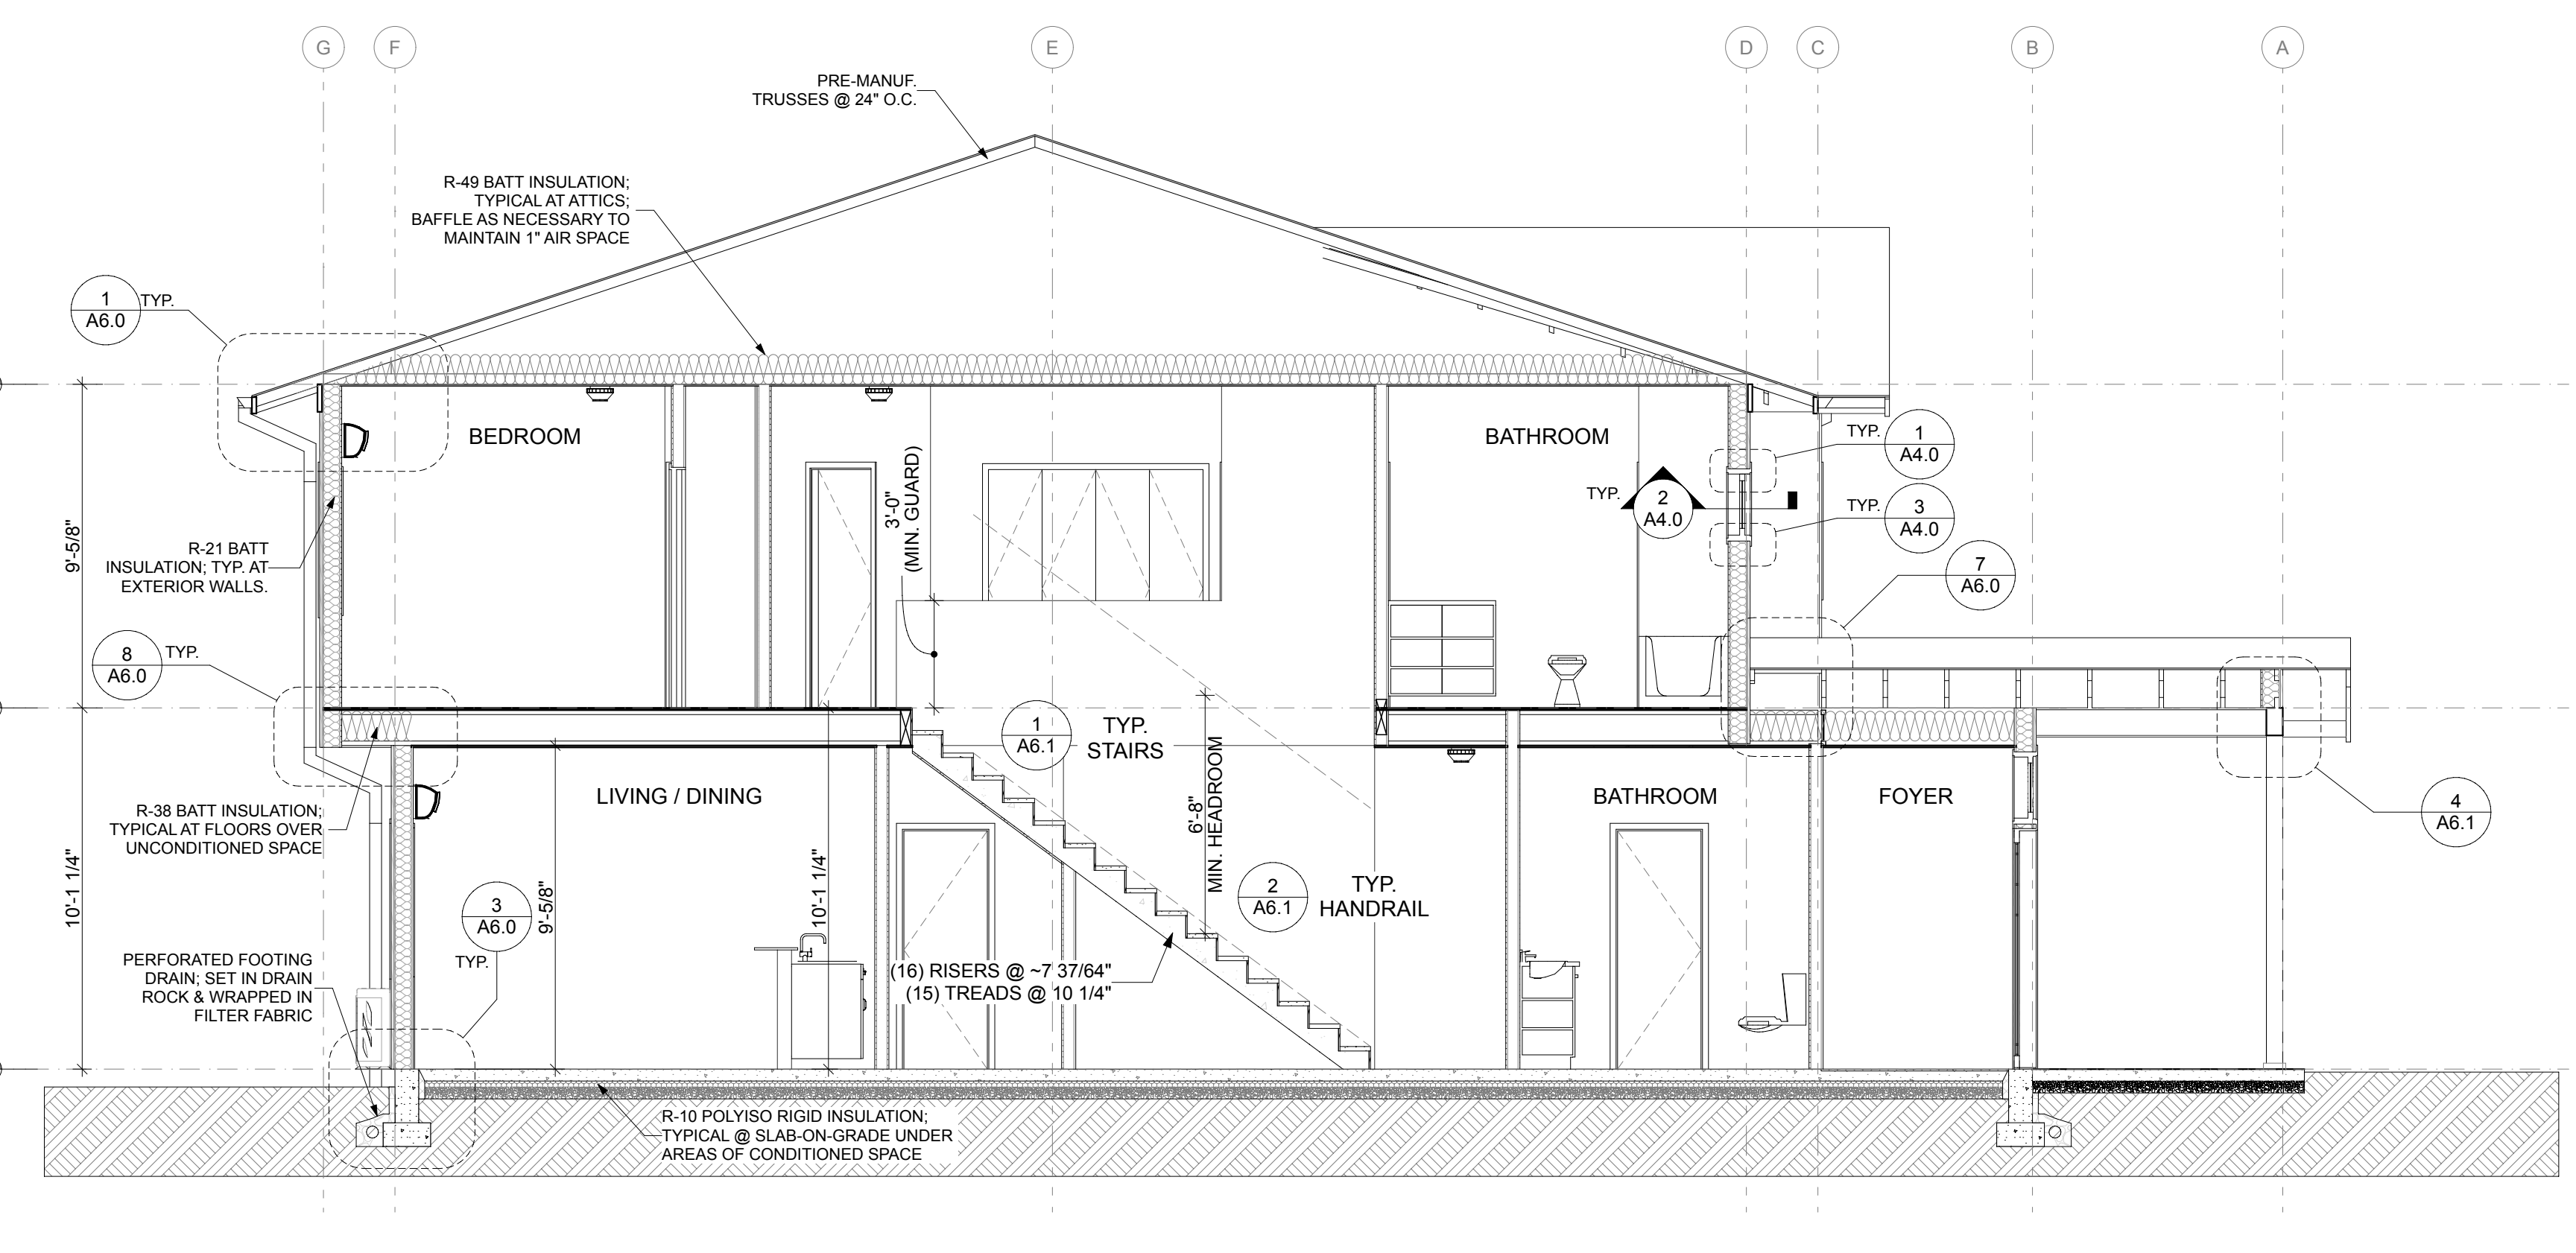 G
F
E
D
C
B
A
PRE-MANUF.
TRUSSES @ 24" O.C.
R-49 BATT INSULATION;
TYPICAL AT ATTICS;
BAFFLE AS NECESSARY TO
MAINTAIN 1" AIR SPACE
1
A6.0
TYP.
BEDROOM
BATHROOM
TYP.
1
A4.0
3'-0"
(MIN. GUARD)
TYP.
2
A4.0
TYP.
3
A4.0
9'-5/8"
R-21 BATT
INSULATION; TYP. AT
EXTERIOR WALLS.
7
A6.0
8
A6.0
TYP.
1
A6.1
TYP.
STAIRS
LIVING / DINING
BATHROOM
FOYER
6'-8"
MIN. HEADROOM
4
A6.1
R-38 BATT INSULATION;
TYPICAL AT FLOORS OVER
UNCONDITIONED SPACE
10'-1 1/4"
3
A6.0
TYP.
9'-5/8"
10'-1 1/4"
2
A6.1
TYP.
HANDRAIL
PERFORATED FOOTING
DRAIN; SET IN DRAIN
ROCK & WRAPPED IN
FILTER FABRIC
(16) RISERS @ ~7 37/64"
(15) TREADS @ 10 1/4"
R-10 POLYISO RIGID INSULATION;
TYPICAL @ SLAB-ON-GRADE UNDER
AREAS OF CONDITIONED SPACE